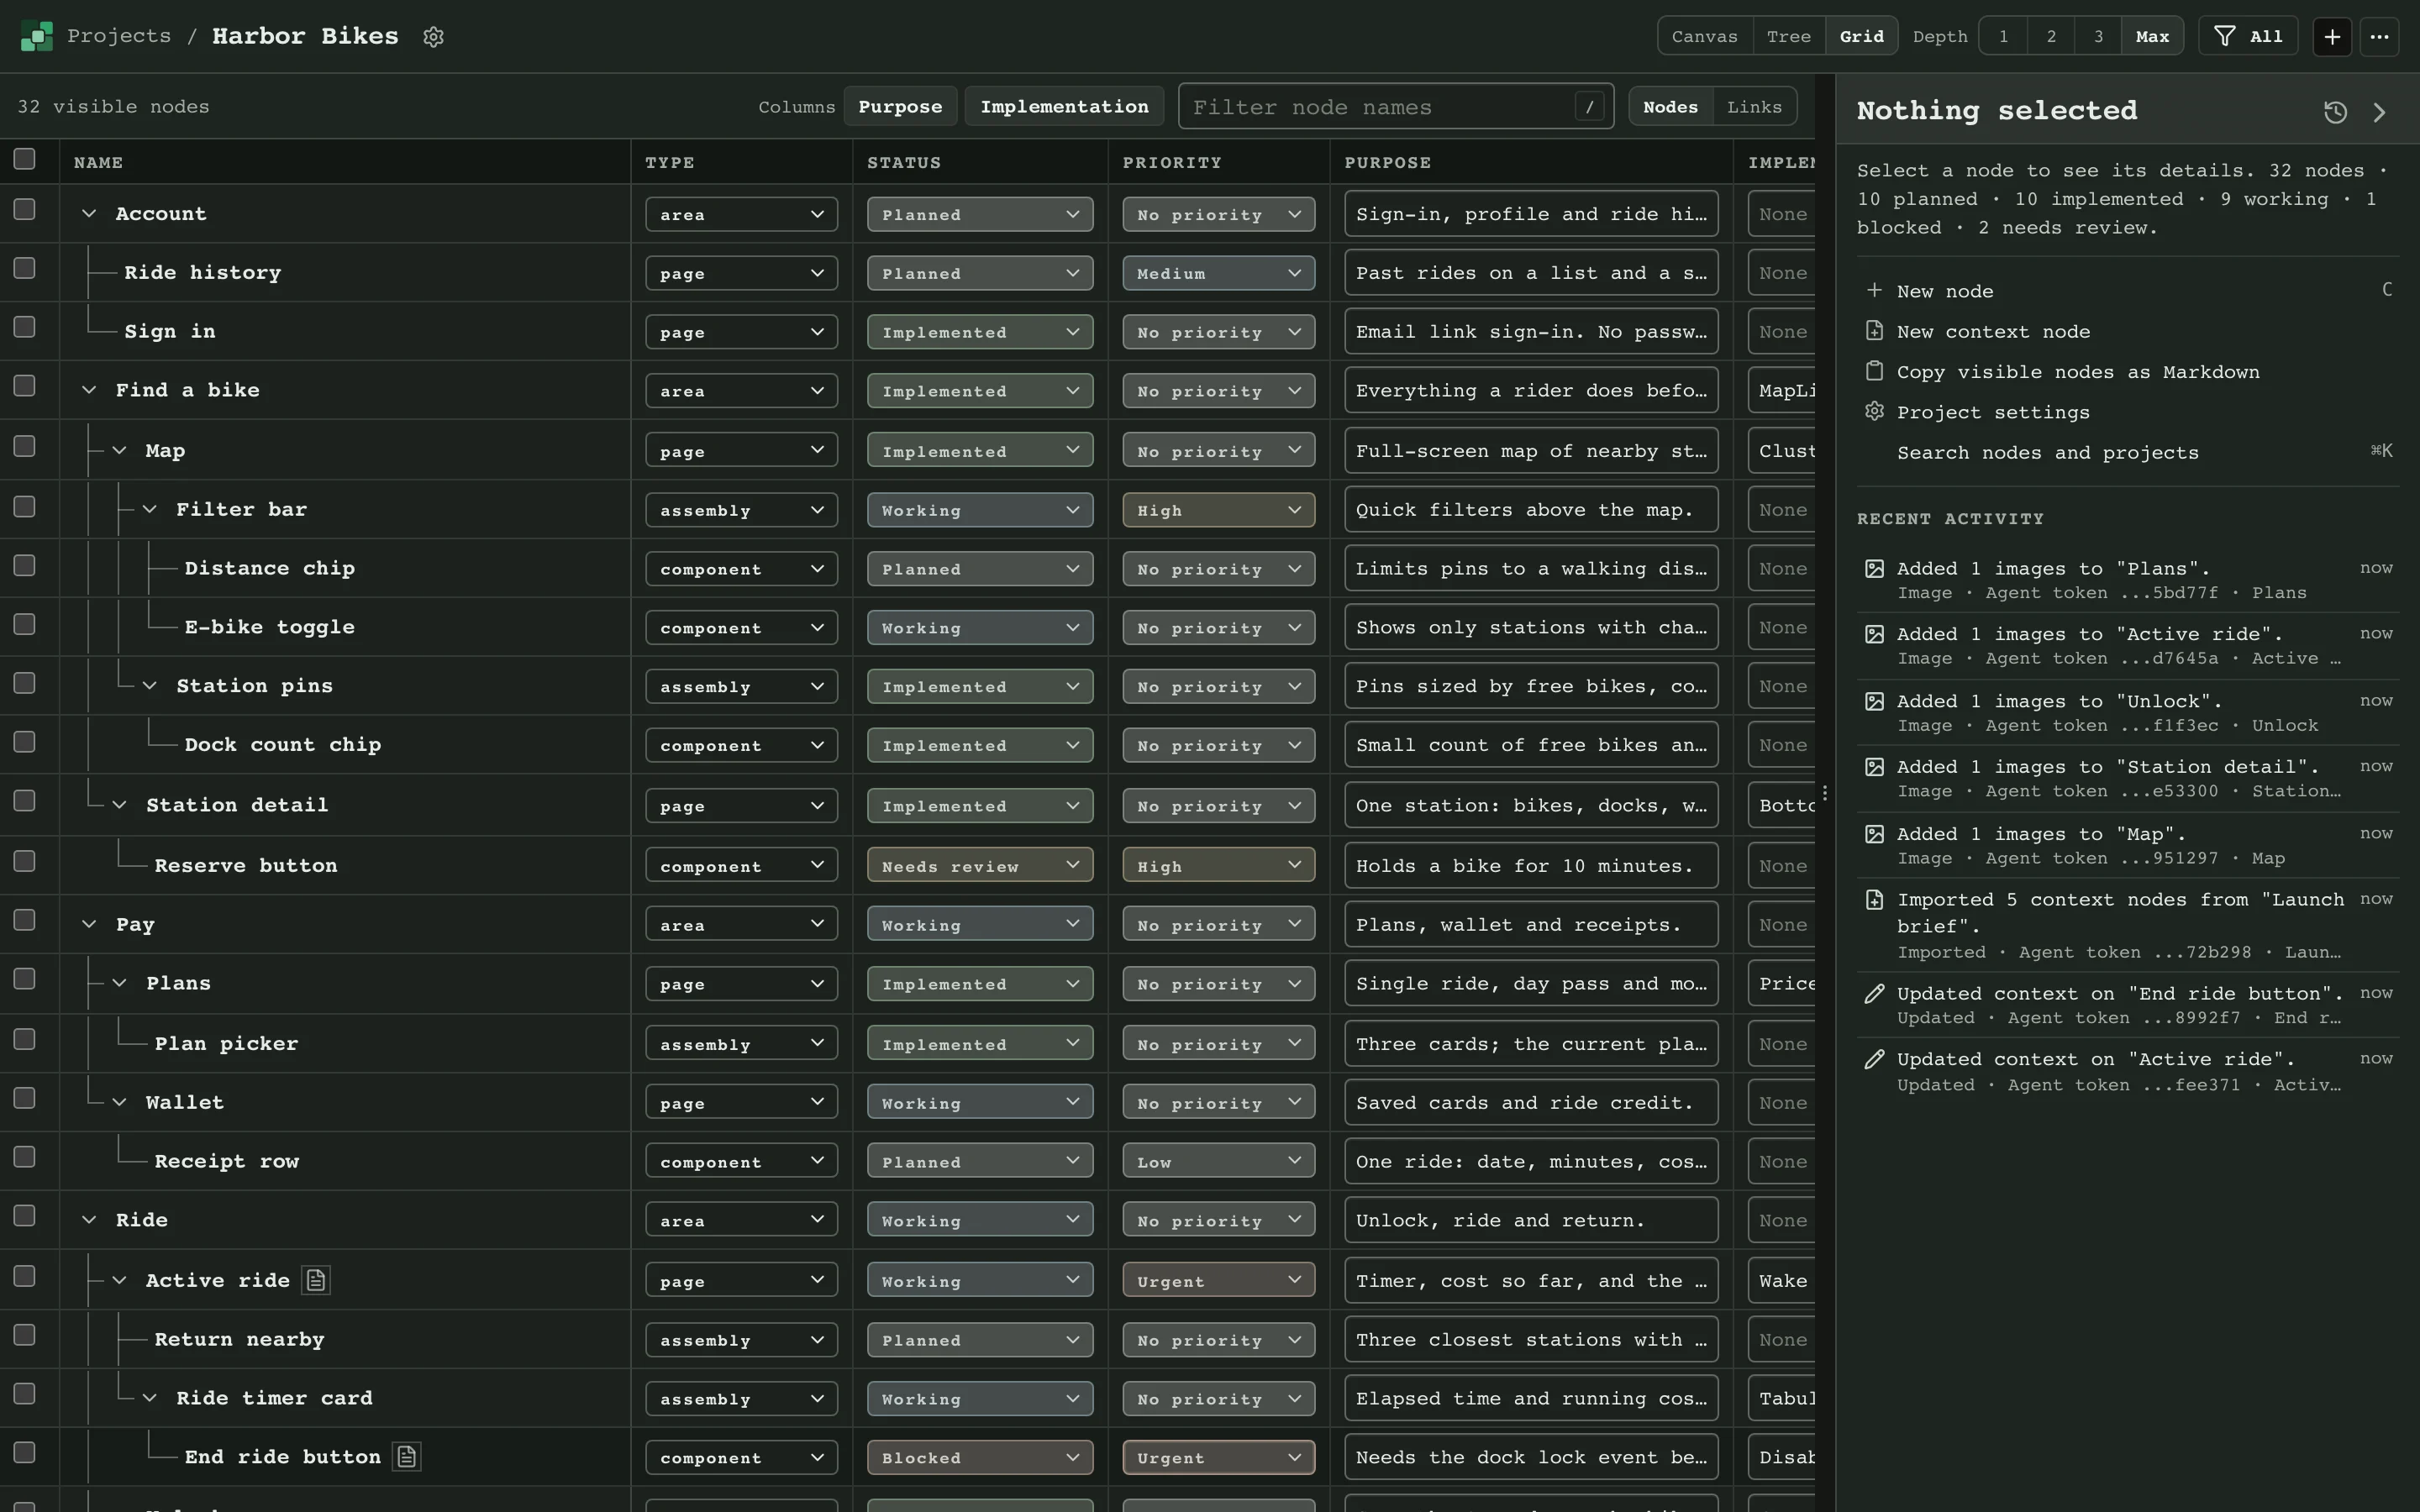 Projects / Harbor Bikes
Canvas Tree Grid Depth 1 2 3 Max All
32 visible nodes Columns Purpose Implementation Filter node names / Nodes Links
NAME TYPE STATUS PRIORITY PURPOSE IMPLEM
Account area Planned No priority Sign-in, profile and ride hi… None
Ride history page Planned Medium Past rides on a list and a s… None
Sign in page Implemented No priority Email link sign-in. No passw… None
Find a bike area Implemented No priority Everything a rider does befo… MapLi
Map page Implemented No priority Full-screen map of nearby st… Clust
Filter bar assembly Working High Quick filters above the map. None
Distance chip component Planned No priority Limits pins to a walking dis… None
E-bike toggle component Working No priority Shows only stations with cha… None
Station pins assembly Implemented No priority Pins sized by free bikes, co… None
Dock count chip component Implemented No priority Small count of free bikes an… None
Station detail page Implemented No priority One station: bikes, docks, w… Botto
Reserve button component Needs review High Holds a bike for 10 minutes. None
Pay area Working No priority Plans, wallet and receipts. None
Plans page Implemented No priority Single ride, day pass and mo… Price
Plan picker assembly Implemented No priority Three cards; the current pla… None
Wallet page Working No priority Saved cards and ride credit. None
Receipt row component Planned Low One ride: date, minutes, cos… None
Ride area Working No priority Unlock, ride and return. None
Active ride page Working Urgent Timer, cost so far, and the … Wake
Return nearby assembly Planned No priority Three closest stations with … None
Ride timer card assembly Working No priority Elapsed time and running cos… Tabul
End ride button component Blocked Urgent Needs the dock lock event be… Disab
Nothing selected
Select a node to see its details. 32 nodes ·
10 planned · 10 implemented · 9 working · 1
blocked · 2 needs review.
New node C
New context node
Copy visible nodes as Markdown
Project settings
Search nodes and projects ⌘K
RECENT ACTIVITY
Added 1 images to "Plans". now
Image · Agent token ...5bd77f · Plans
Added 1 images to "Active ride". now
Image · Agent token ...d7645a · Active …
Added 1 images to "Unlock". now
Image · Agent token ...f1f3ec · Unlock
Added 1 images to "Station detail". now
Image · Agent token ...e53300 · Station…
Added 1 images to "Map". now
Image · Agent token ...951297 · Map
Imported 5 context nodes from "Launch now
brief".
Imported · Agent token ...72b298 · Laun…
Updated context on "End ride button". now
Updated · Agent token ...8992f7 · End r…
Updated context on "Active ride". now
Updated · Agent token ...fee371 · Activ…